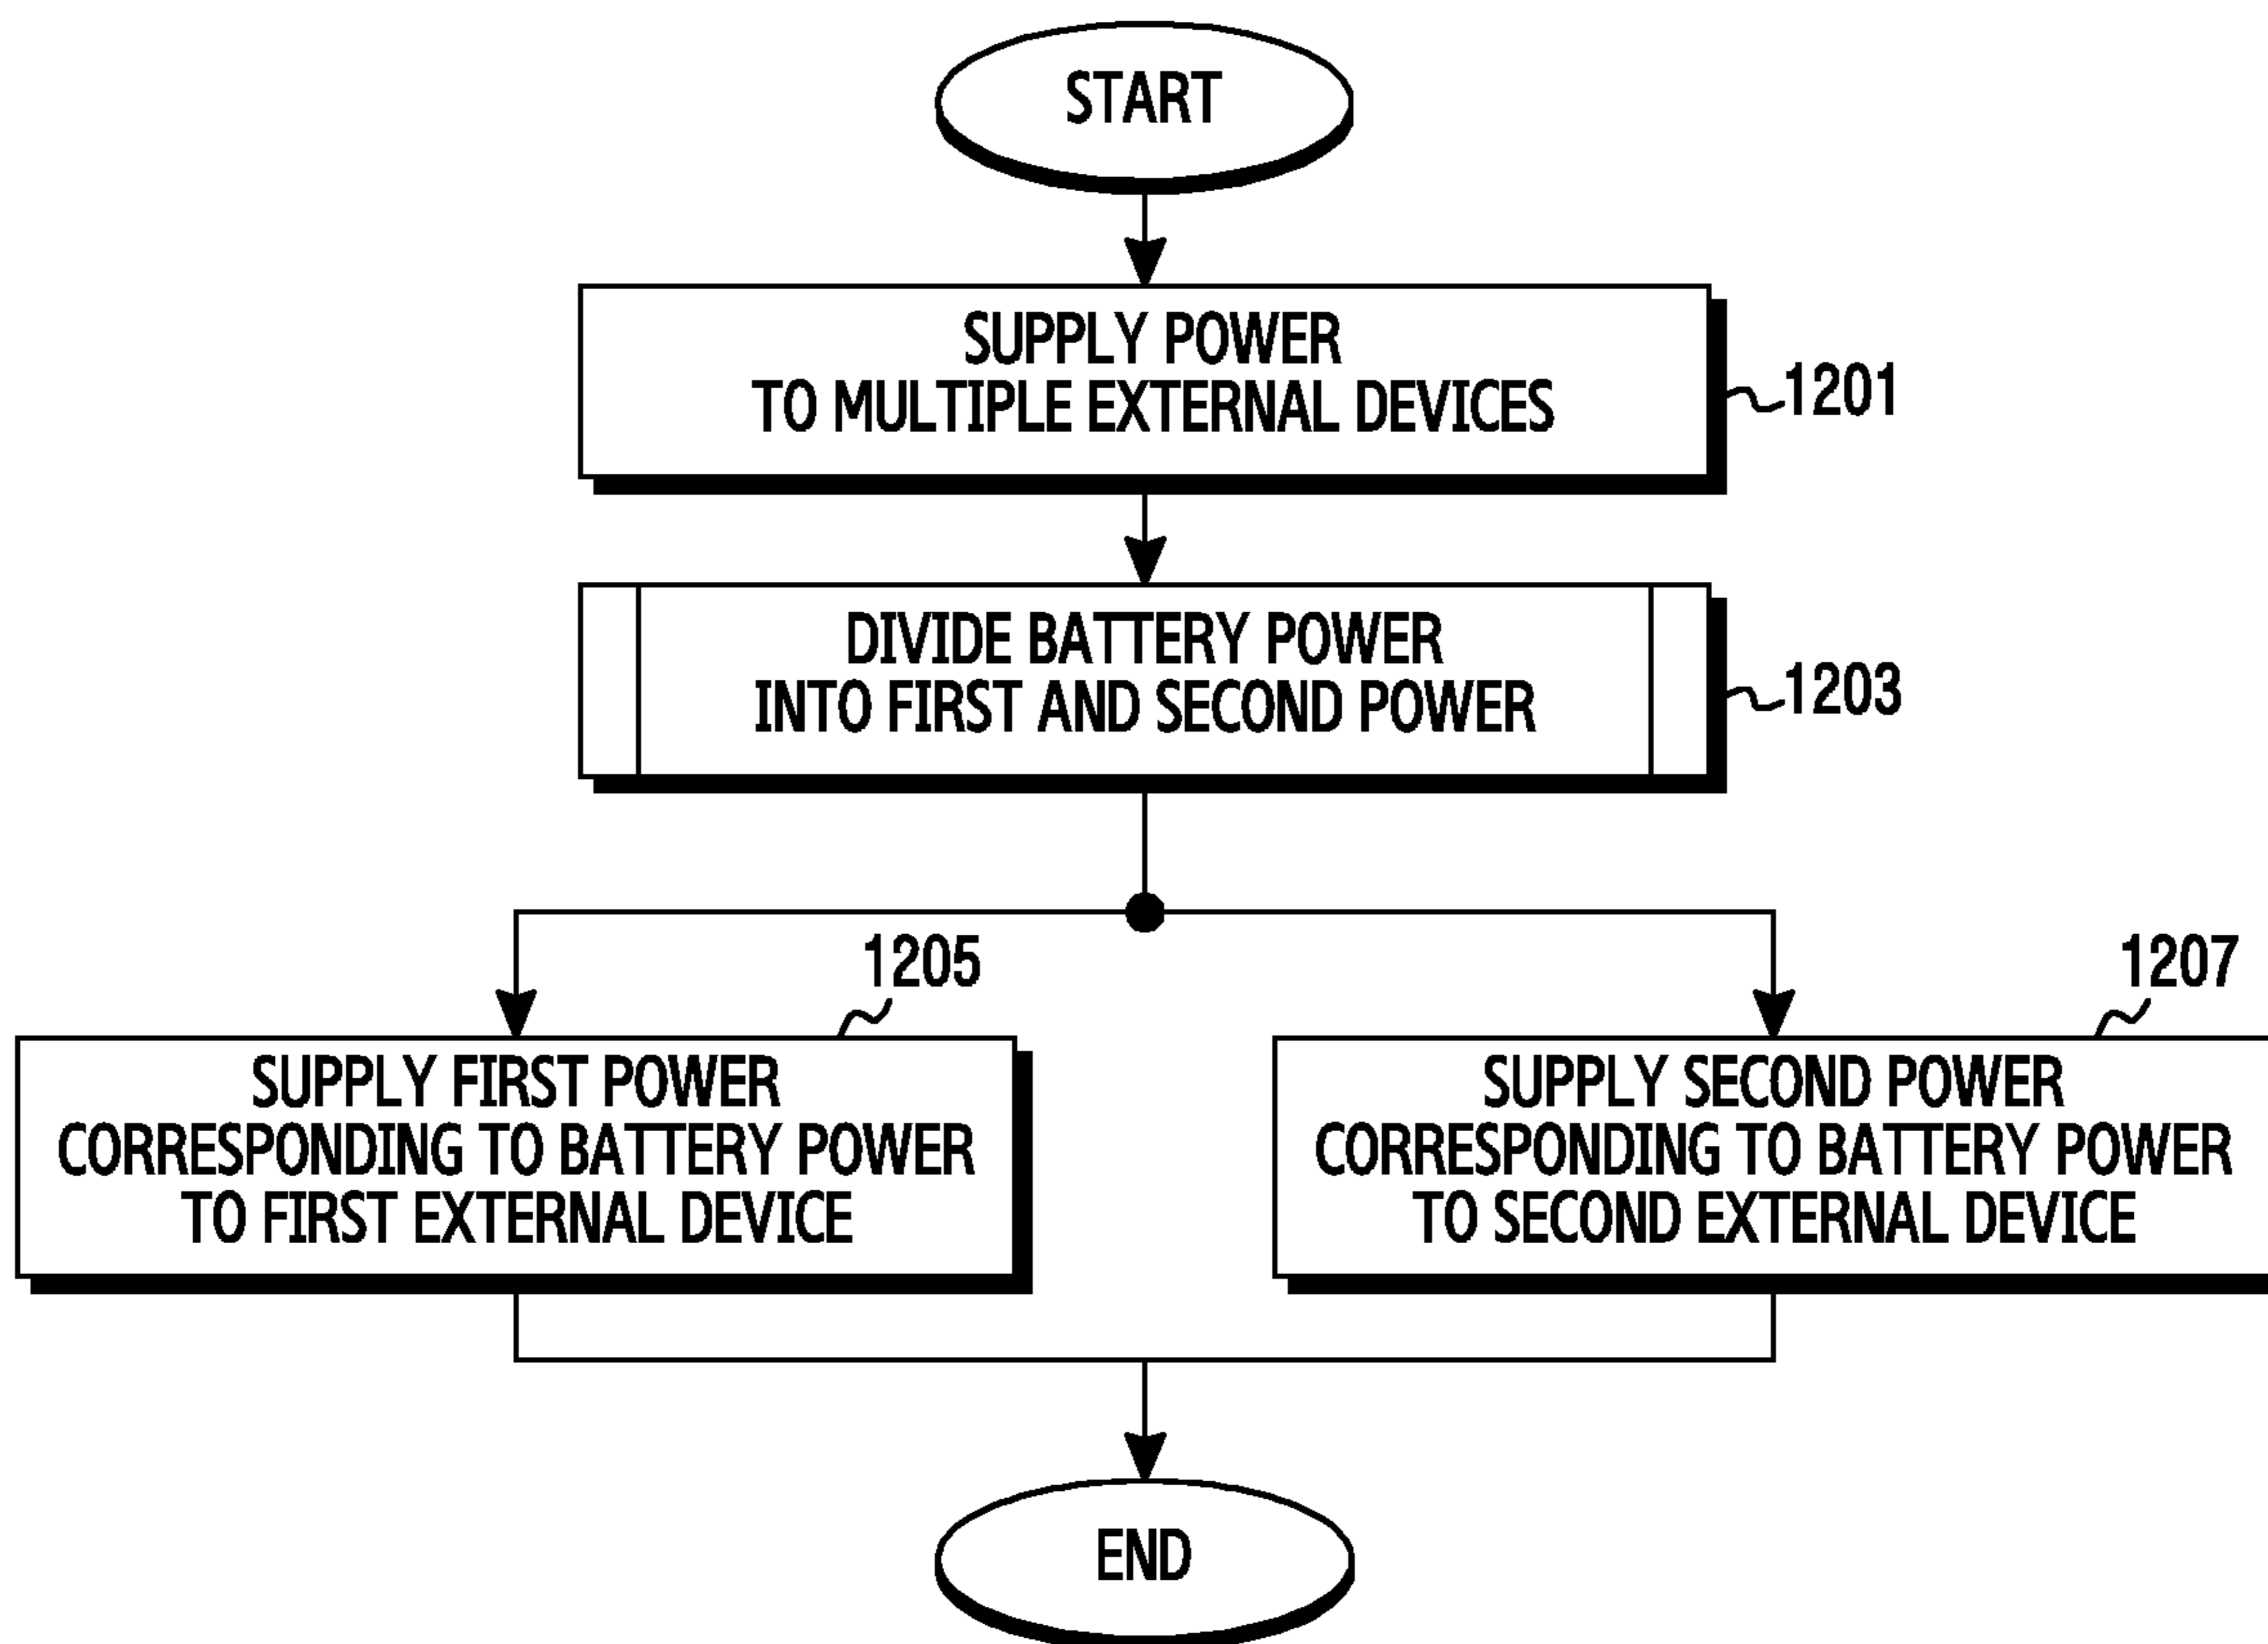 START
SUPPLY POWER
TO MULTIPLE EXTERNAL DEVICES
1201
DIVIDE BATTERY POWER
INTO FIRST AND SECOND POWER
1203
1205
SUPPLY FIRST POWER
CORRESPONDING TO BATTERY POWER
TO FIRST EXTERNAL DEVICE
1207
SUPPLY SECOND POWER
CORRESPONDING TO BATTERY POWER
TO SECOND EXTERNAL DEVICE
END